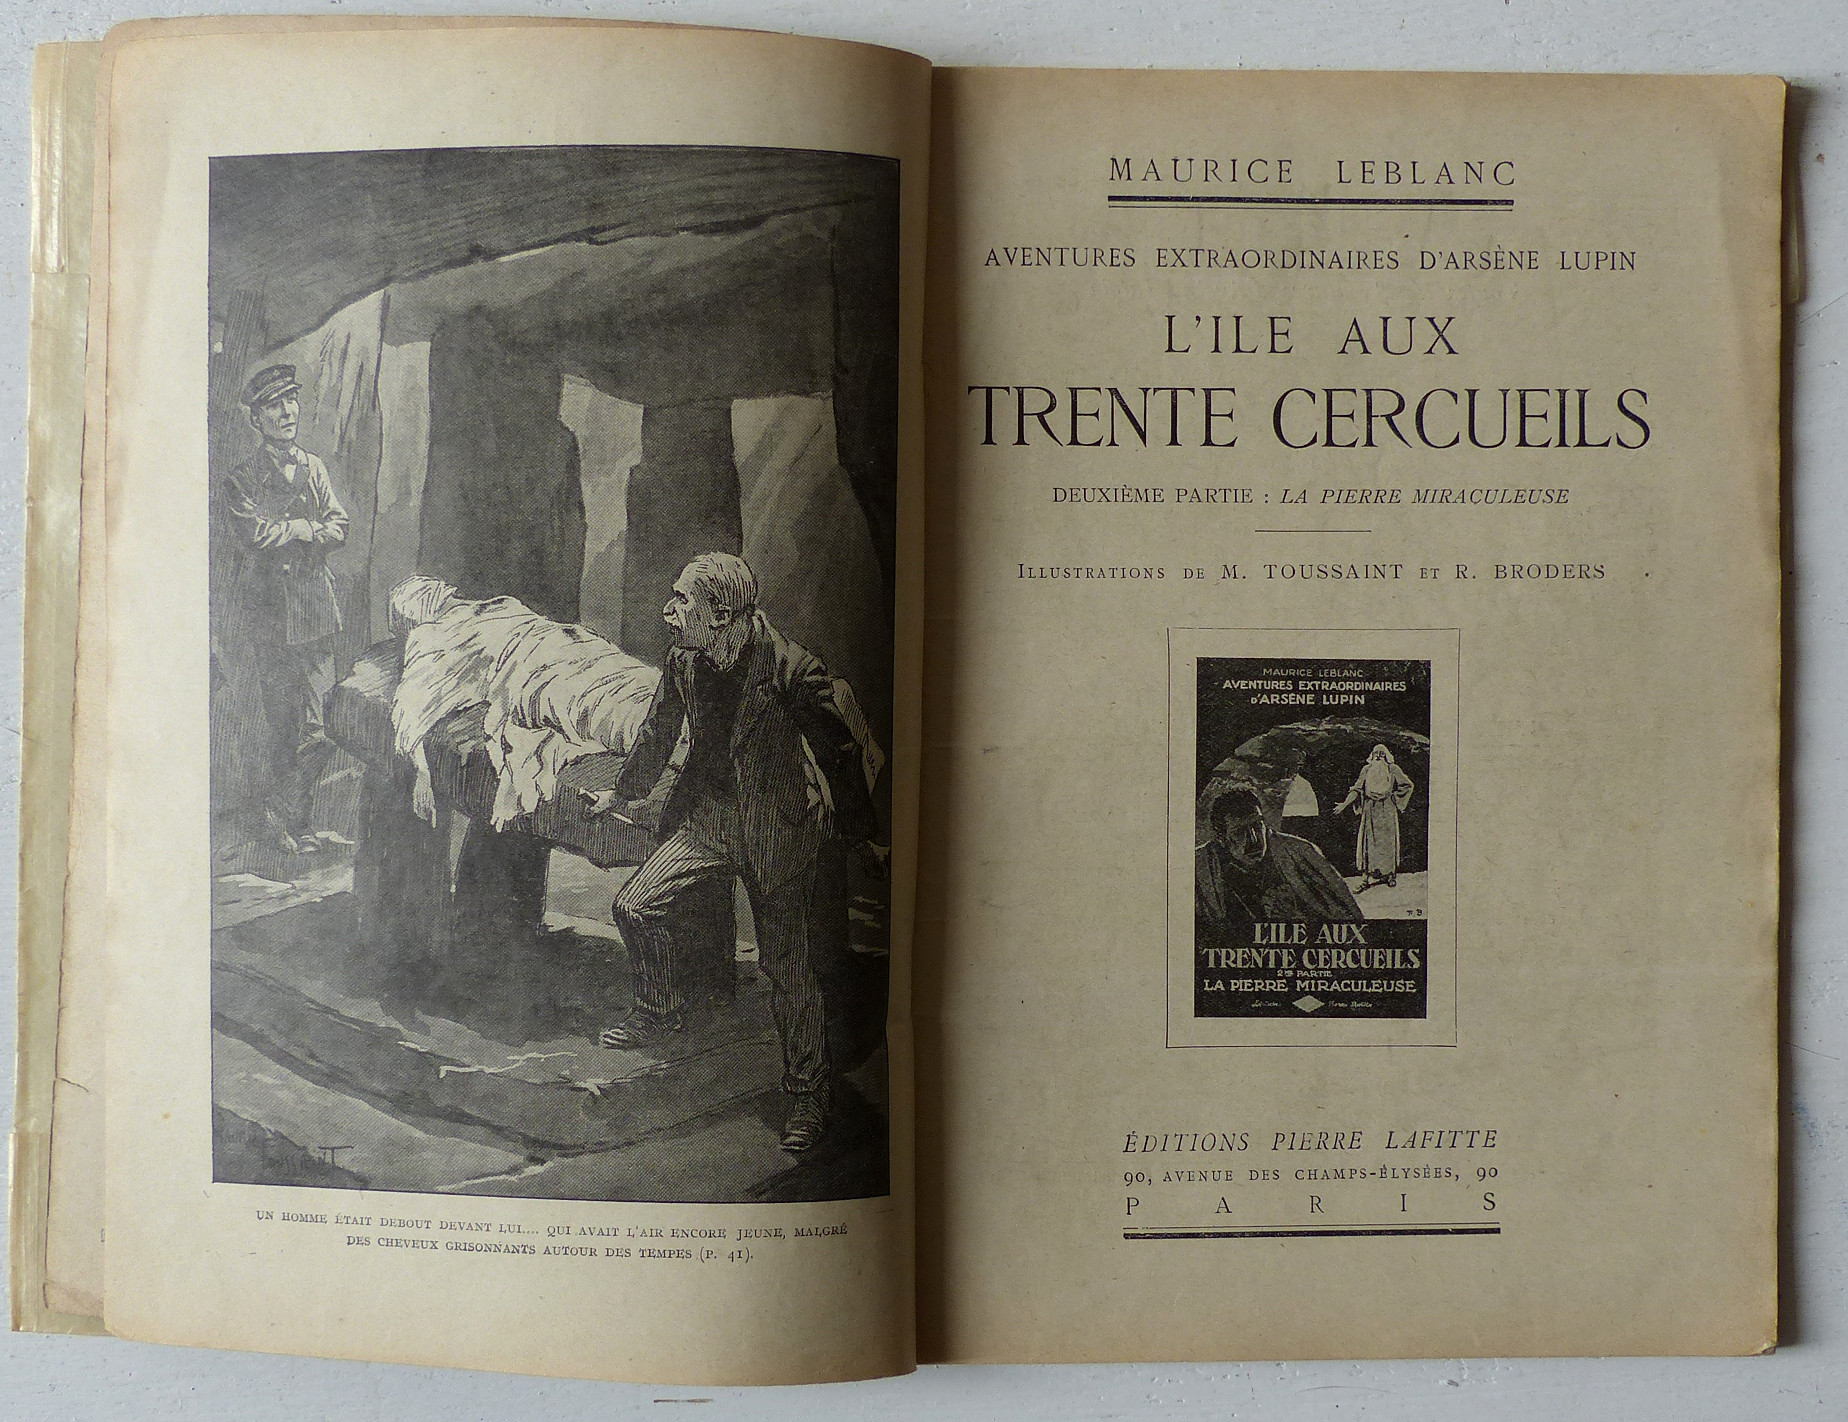 UN HOMME ÉTAIT DEBOUT DEVANT LUI.... QUI AVAIT L'AIR ENCORE JEUNE, MALGRÉ
DES CHEVEUX GRISONNANTS AUTOUR DES TEMPES (P. 41).
MAURICE LEBLANC
AVENTURES EXTRAORDINAIRES D'ARSÈNE LUPIN
L'ILE AUX
TRENTE CERCUEILS
DEUXIÈME PARTIE : LA PIERRE MIRACULEUSE
ILLUSTRATIONS DE M. TOUSSAINT ET R. BRODERS
MAURICE LEBLANC
AVENTURES EXTRAORDINAIRES
D'ARSÈNE LUPIN
L'ILE AUX
TRENTE CERCUEILS
2me PARTIE
LA PIERRE MIRACULEUSE
ÉDITIONS PIERRE LAFITTE
90, AVENUE DES CHAMPS-ÉLYSÉES, 90
PARIS